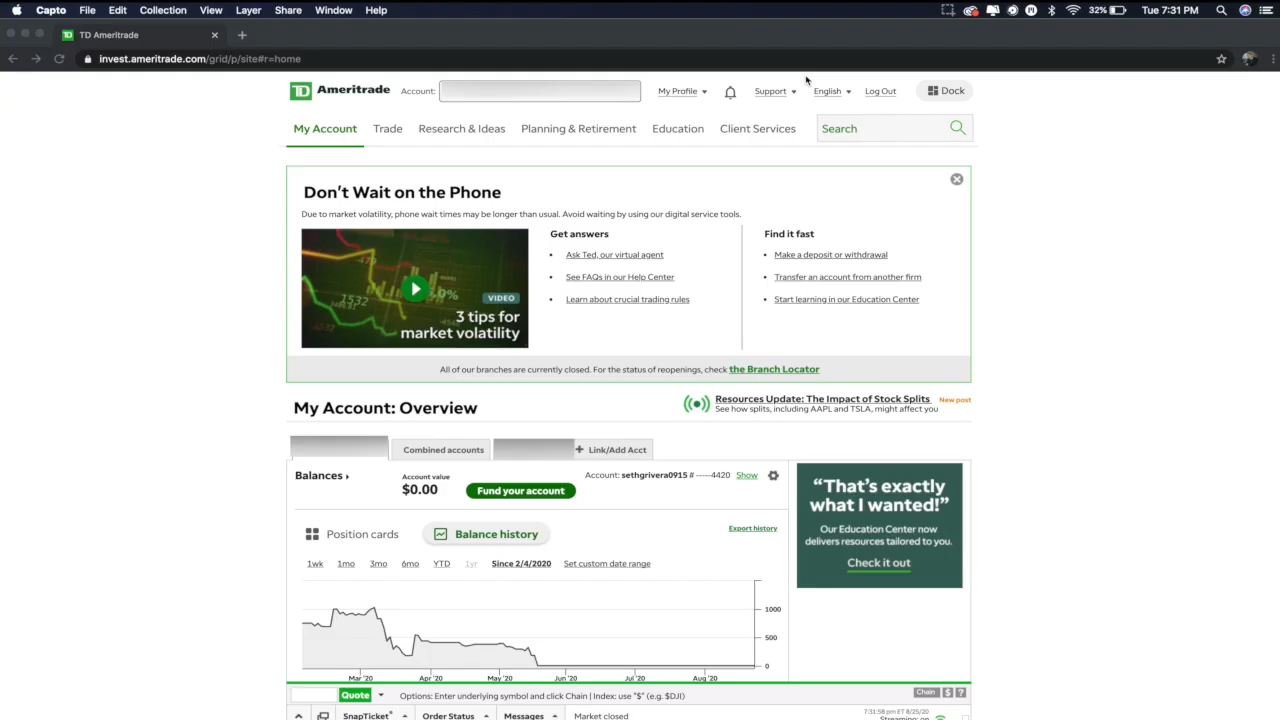 Capto File Edit Collection View Layer Share Window Help 32% Tue 7:31 PM
TD Ameritrade
invest.ameritrade.com/grid/p/site#r=home
TD Ameritrade Account: My Profile Support English Log Out Dock
My Account Trade Research & Ideas Planning & Retirement Education Client Services Search
Don't Wait on the Phone
Due to market volatility, phone wait times may be longer than usual. Avoid waiting by using our digital service tools.
Get answers Find it fast
• Ask Ted, our virtual agent • Make a deposit or withdrawal
• See FAQs in our Help Center • Transfer an account from another firm
• Learn about crucial trading rules • Start learning in our Education Center
1532
VIDEO
3 tips for
market volatility
All of our branches are currently closed. For the status of reopenings, check the Branch Locator
My Account: Overview
Resources Update: The Impact of Stock Splits New post
See how splits, including AAPL and TSLA, might affect you
Combined accounts + Link/Add Acct
Balances Account value Account: sethgrivera0915 # -----4420 Show
$0.00 Fund your account
"That's exactly
what I wanted!"
Our Education Center now
delivers resources tailored to you.
Check it out
Position cards Balance history Export history
1wk 1mo 3mo 6mo YTD 1yr Since 2/4/2020 Set custom date range
1000
500
0
Mar '20 Apr '20 May '20 Jun '20 Jul '20 Aug '20
Quote Options: Enter underlying symbol and click Chain | Index: use "$" (e.g. $DJI) Chain $ ?
SnapTicket® Order Status Messages Market closed
7:31:58 pm ET 8/25/20
Streaming: on